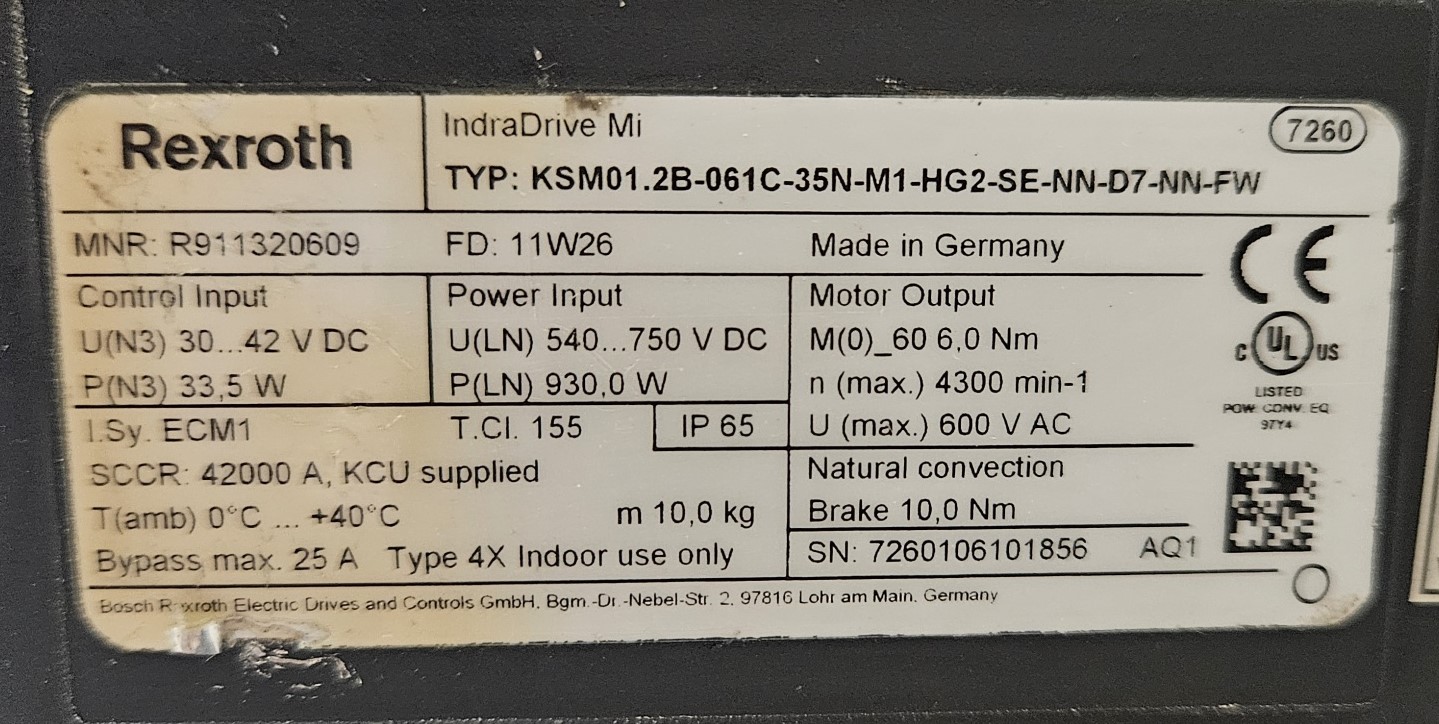 Rexroth
IndraDrive Mi
7260
TYP: KSM01.2B-061C-35N-M1-HG2-SE-NN-D7-NN-FW
MNR: R911320609 FD: 11W26 Made in Germany
CE
Control Input
U(N3) 30...42 V DC
P(N3) 33,5 W
Power Input
U(LN) 540...750 V DC
P(LN) 930,0 W
Motor Output
M(0)_60 6,0 Nm
n (max.) 4300 min-1
U (max.) 600 V AC
c UL us
LISTED
POW. CONV. EQ
97Y4
I.Sy. ECM1 T.Cl. 155 IP 65
SCCR: 42000 A, KCU supplied
T(amb) 0°C ... +40°C m 10,0 kg
Bypass max. 25 A Type 4X Indoor use only
Natural convection
Brake 10,0 Nm
SN: 7260106101856 AQ1
Bosch Rexroth Electric Drives and Controls GmbH, Bgm.-Dr.-Nebel-Str. 2, 97816 Lohr am Main, Germany